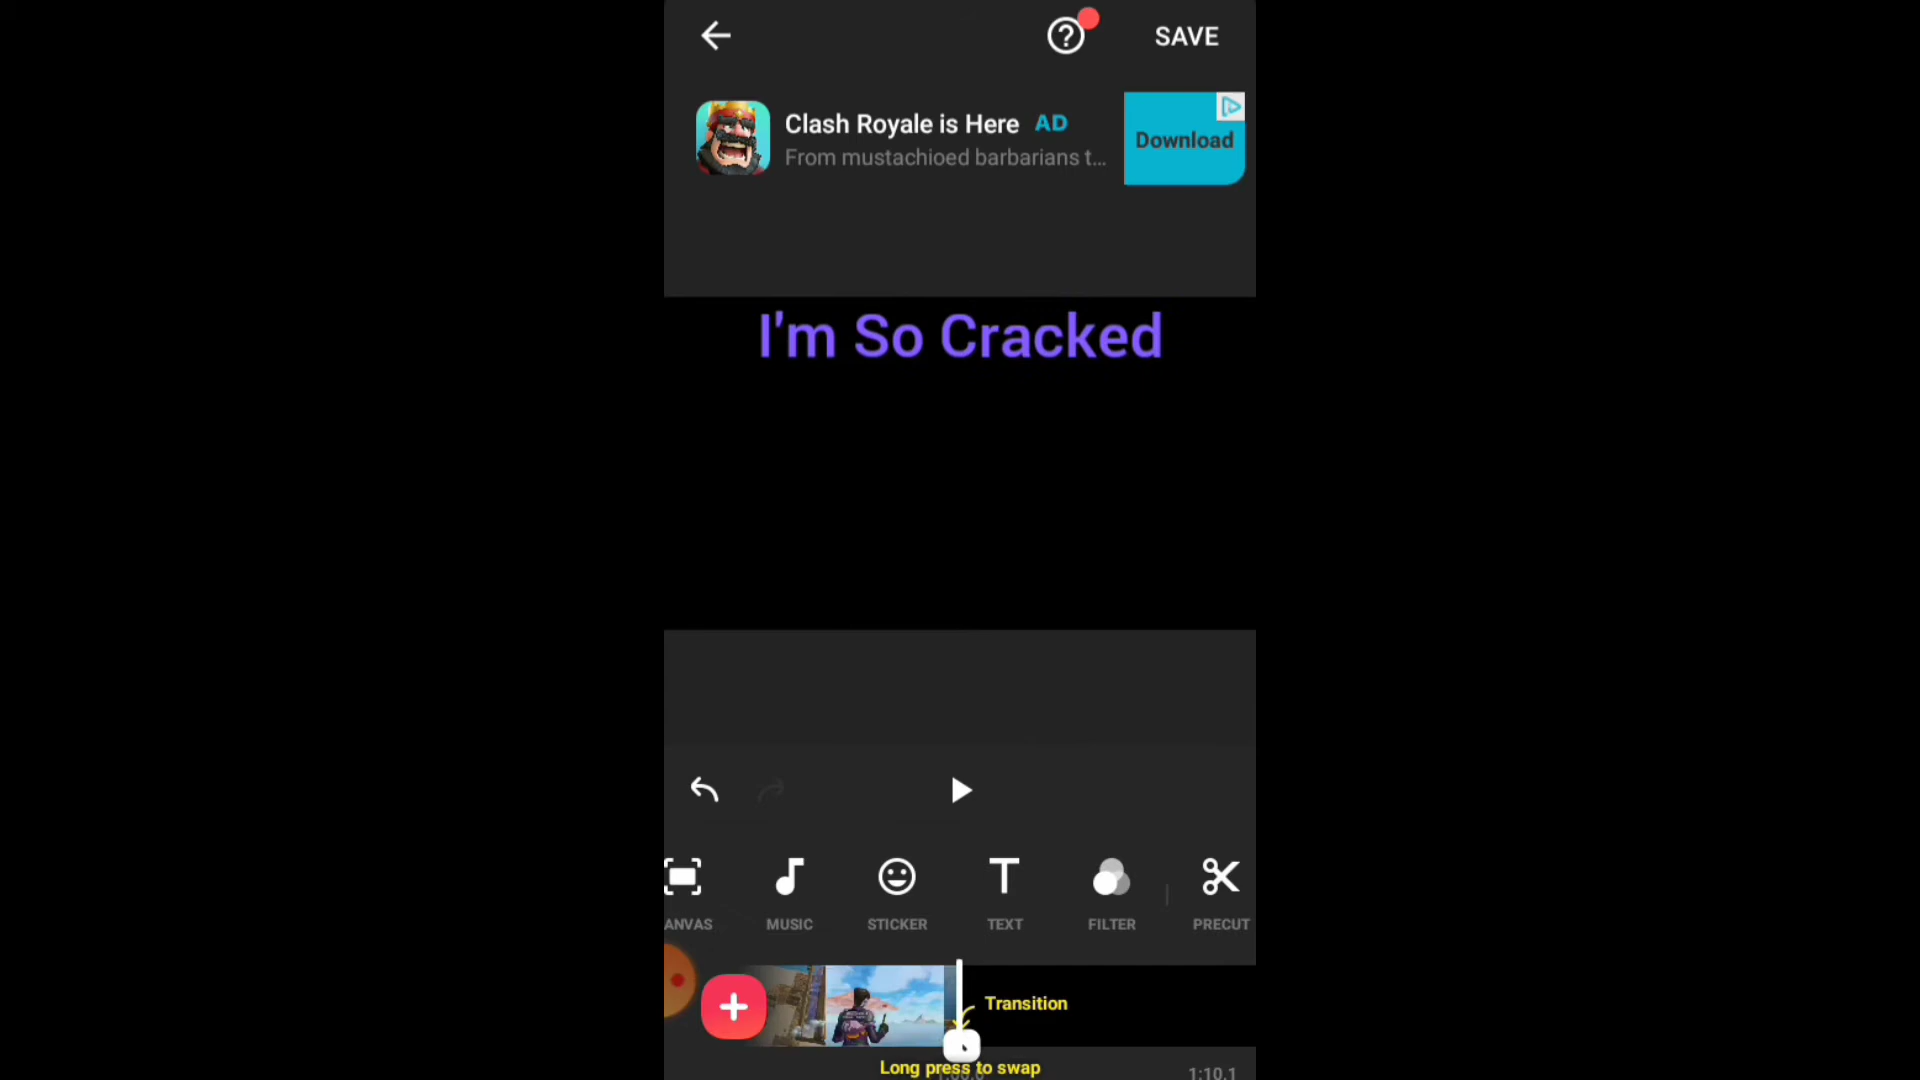 SAVE
Clash Royale is Here AD
From mustachioed barbarians t...
Download
I'm So Cracked
ANVAS
MUSIC
STICKER
TEXT
FILTER
PRECUT
Transition
Long press to swap
1:10.1